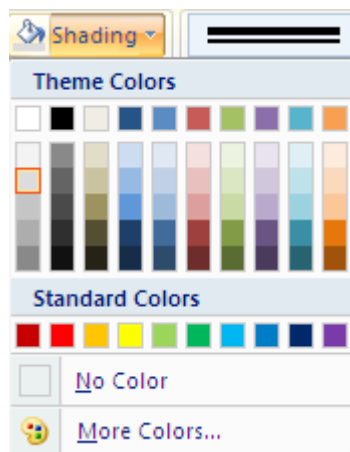 Shading
Theme Colors
Standard Colors
No Color
More Colors...